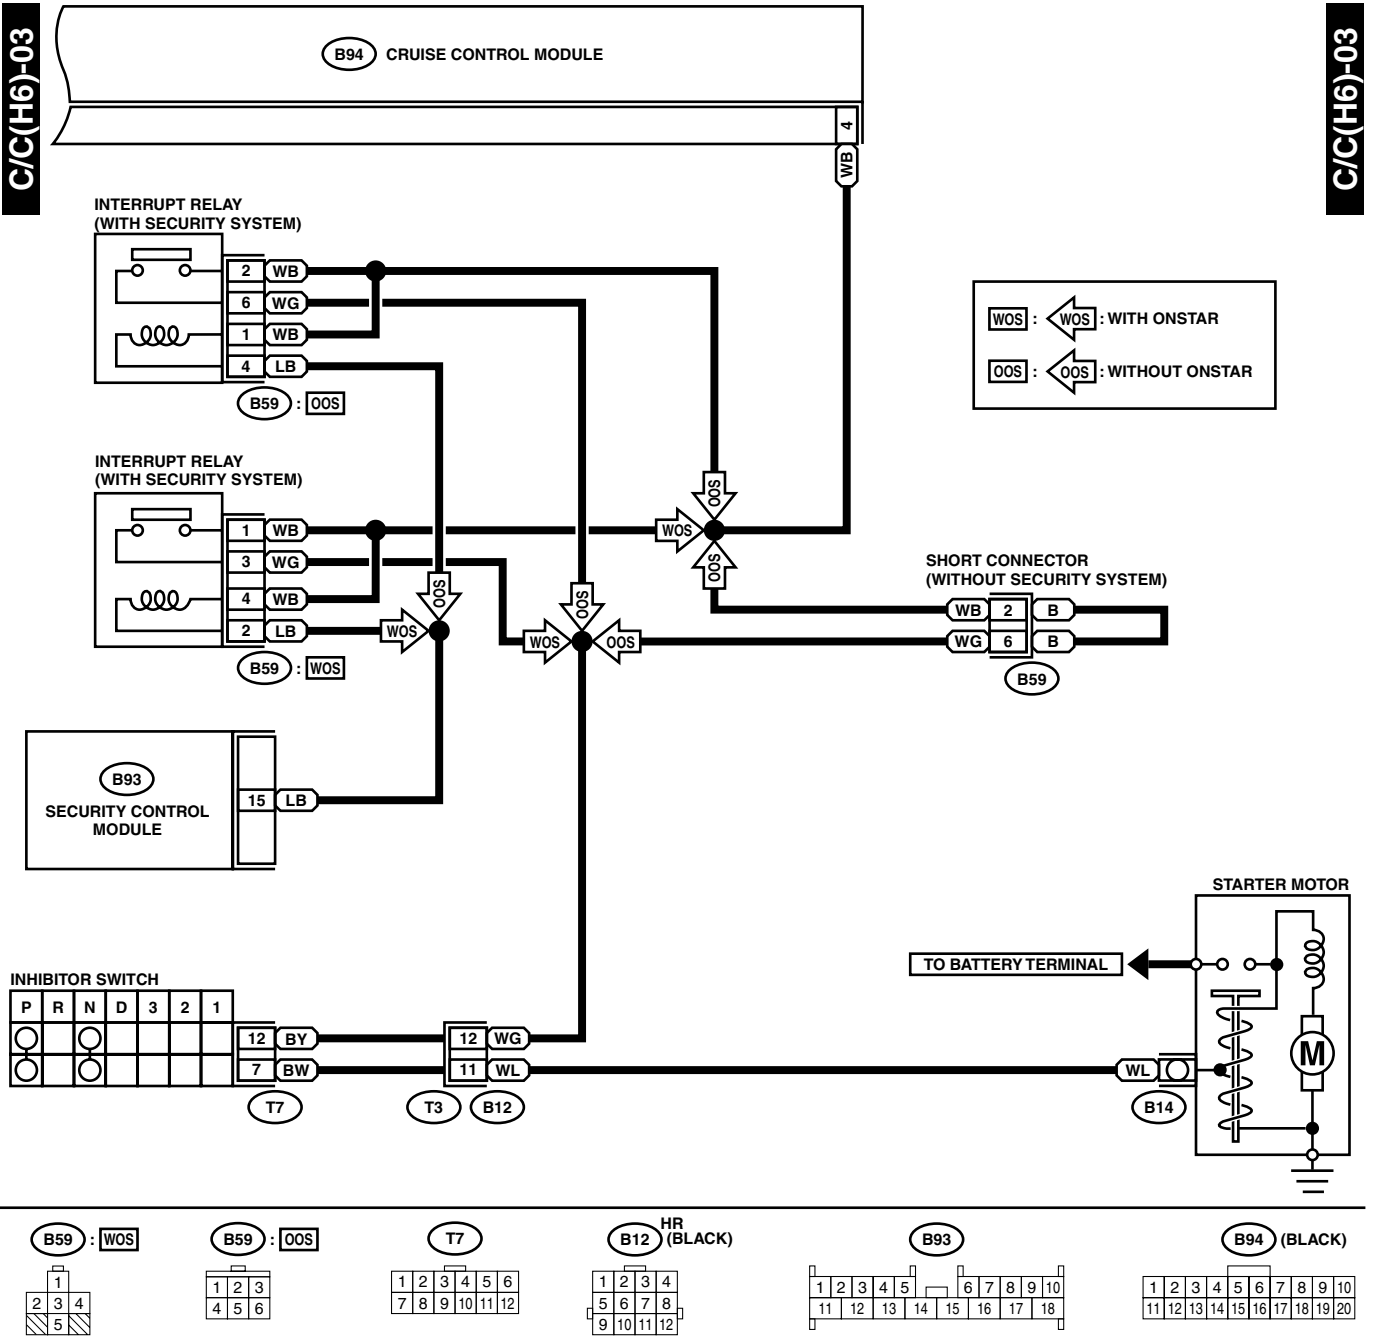 C/C(H6)-03
C/C(H6)-03
B94 CRUISE CONTROL MODULE
4
WB
INTERRUPT RELAY
(WITH SECURITY SYSTEM)
2 WB
6 WG
1 WB
4 LB
B59 : OOS
WOS : WOS : WITH ONSTAR
OOS : OOS : WITHOUT ONSTAR
INTERRUPT RELAY
(WITH SECURITY SYSTEM)
1 WB
3 WG
4 WB
2 LB
B59 : WOS
OOS
WOS
OOS
OOS
WOS
OOS
WOS
OOS
SHORT CONNECTOR
(WITHOUT SECURITY SYSTEM)
WB 2 B
WG 6 B
B59
B93
SECURITY CONTROL
MODULE
15 LB
STARTER MOTOR
TO BATTERY TERMINAL
M
WL
B14
INHIBITOR SWITCH
P R N D 3 2 1
12 BY 12 WG
7 BW 11 WL
T7 T3 B12
B59 : WOS
1
2 3 4
5
B59 : OOS
1 2 3
4 5 6
T7
1 2 3 4 5 6
7 8 9 10 11 12
B12 HR
(BLACK)
1 2 3 4
5 6 7 8
9 10 11 12
B93
1 2 3 4 5 6 7 8 9 10
11 12 13 14 15 16 17 18
B94 (BLACK)
1 2 3 4 5 6 7 8 9 10
11 12 13 14 15 16 17 18 19 20